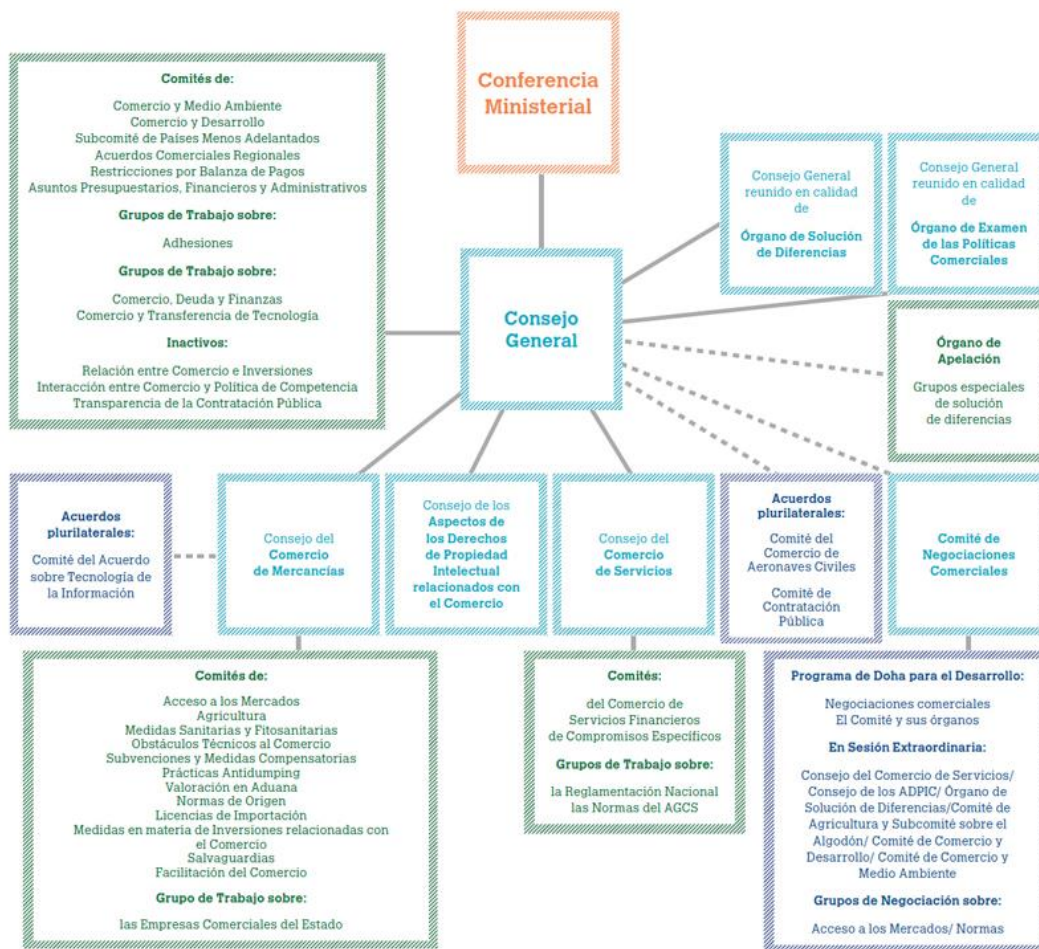 Conferencia
Ministerial
Comités de:
Comercio y Medio Ambiente
Comercio y Desarrollo
Subcomité de Países Menos Adelantados
Acuerdos Comerciales Regionales
Restricciones por Balanza de Pagos
Asuntos Presupuestarios, Financieros y Administrativos
Grupos de Trabajo sobre:
Adhesiones
Grupos de Trabajo sobre:
Comercio, Deuda y Finanzas
Comercio y Transferencia de Tecnología
Inactivos:
Relación entre Comercio e Inversiones
Interacción entre Comercio y Política de Competencia
Transparencia de la Contratación Pública
Consejo
General
Consejo General
reunido en calidad
de
Órgano de Solución
de Diferencias
Consejo General
reunido en calidad
de
Órgano de Examen
de las Políticas
Comerciales
Órgano de
Apelación
Grupos especiales
de solución
de diferencias
Acuerdos
plurilaterales:
Comité del Acuerdo
sobre Tecnología de
la Información
Consejo del
Comercio
de Mercancías
Consejo de los
Aspectos de
los Derechos
de Propiedad
Intelectual
relacionados con
el Comercio
Consejo del
Comercio
de Servicios
Acuerdos
plurilaterales:
Comité del
Comercio de
Aeronaves Civiles
Comité de
Contratación
Pública
Comité de
Negociaciones
Comerciales
Comités de:
Acceso a los Mercados
Agricultura
Medidas Sanitarias y Fitosanitarias
Obstáculos Técnicos al Comercio
Subvenciones y Medidas Compensatorias
Prácticas Antidumping
Valoración en Aduana
Normas de Origen
Licencias de Importación
Medidas en materia de Inversiones relacionadas con
el Comercio
Salvaguardias
Facilitación del Comercio
Grupo de Trabajo sobre:
las Empresas Comerciales del Estado
Comités:
del Comercio de
Servicios Financieros
de Compromisos Específicos
Grupos de Trabajo sobre:
la Reglamentación Nacional
las Normas del AGCS
Programa de Doha para el Desarrollo:
Negociaciones comerciales
El Comité y sus órganos
En Sesión Extraordinaria:
Consejo del Comercio de Servicios/
Consejo de los ADPIC/ Órgano de
Solución de Diferencias/Comité de
Agricultura y Subcomité sobre el
Algodón/ Comité de Comercio y
Desarrollo/ Comité de Comercio y
Medio Ambiente
Grupos de Negociación sobre:
Acceso a los Mercados/ Normas